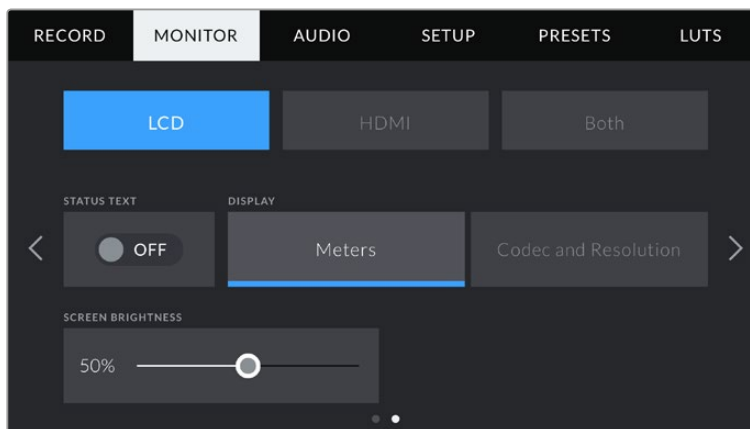 RECORD MONITOR AUDIO SETUP PRESETS LUTS
LCD HDMI Both
STATUS TEXT DISPLAY
OFF Meters Codec and Resolution
SCREEN BRIGHTNESS
50%